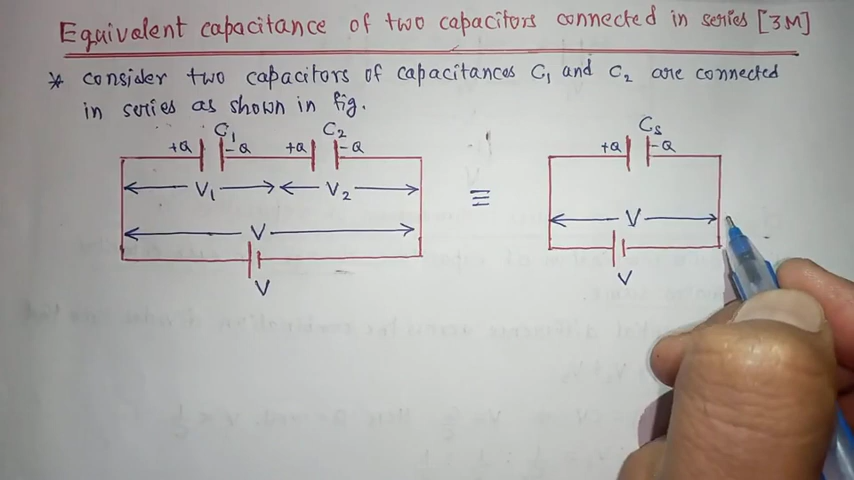 Equivalent capacitance of two capacitors connected in series [3M]
* consider two capacitors of capacitances C₁ and C₂ are connected
in series as shown in fig.
C₁ C₂ Cs
+Q -Q +Q -Q +Q -Q
V₁ V₂
≡
V V
V V